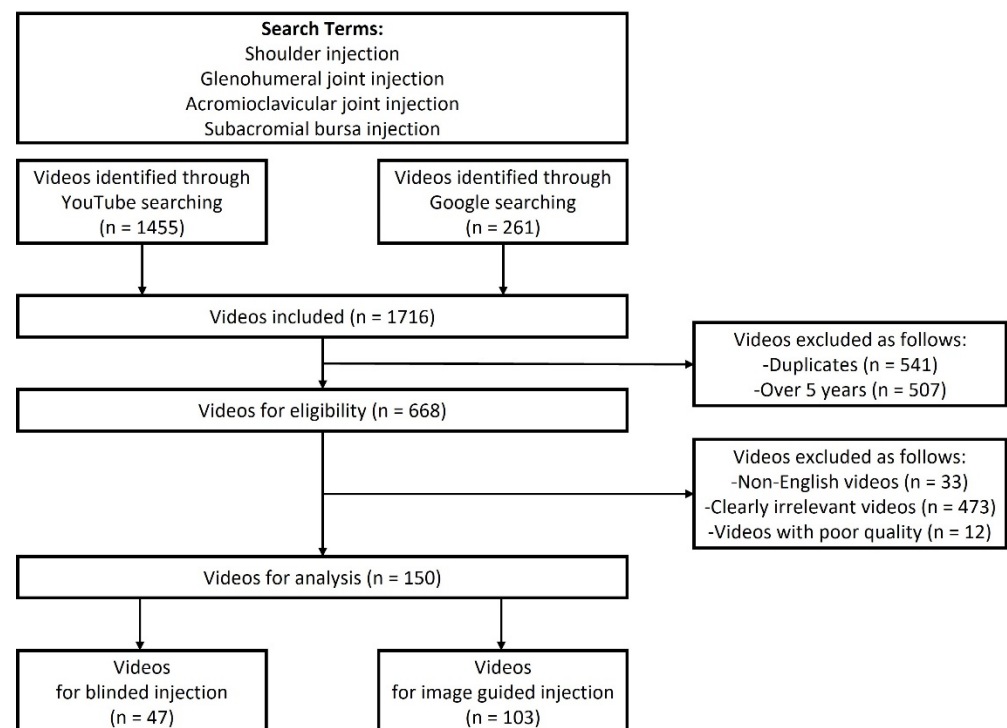 Search Terms:
Shoulder injection
Glenohumeral joint injection
Acromioclavicular joint injection
Subacromial bursa injection
Videos identified through
YouTube searching
(n = 1455)
Videos identified through
Google searching
(n = 261)
Videos included (n = 1716)
Videos excluded as follows:
-Duplicates (n = 541)
-Over 5 years (n = 507)
Videos for eligibility (n = 668)
Videos excluded as follows:
-Non-English videos (n = 33)
-Clearly irrelevant videos (n = 473)
-Videos with poor quality (n = 12)
Videos for analysis (n = 150)
Videos
for blinded injection
(n = 47)
Videos
for image guided injection
(n = 103)